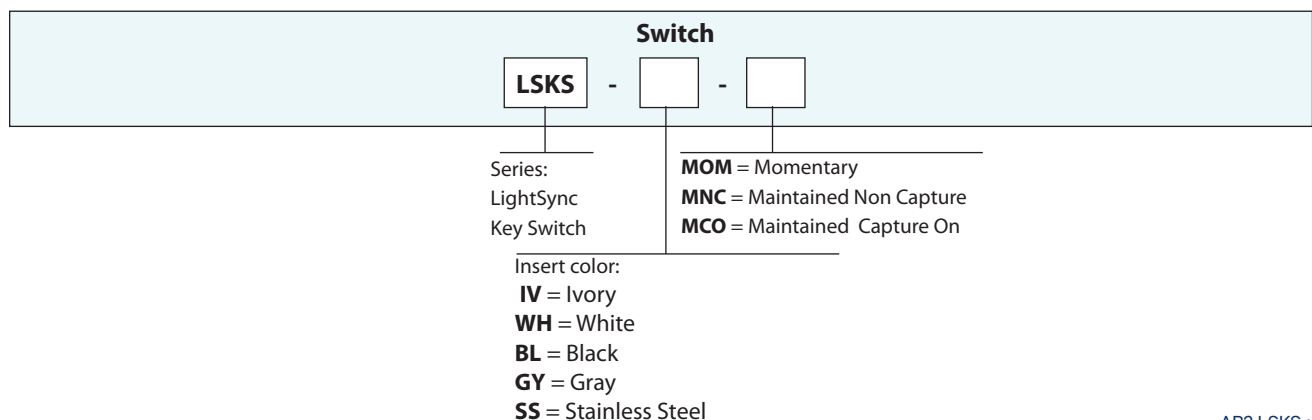 Switch
LSKS - -
Series:
LightSync
Key Switch
MOM = Momentary
MNC = Maintained Non Capture
MCO = Maintained Capture On
Insert color:
IV = Ivory
WH = White
BL = Black
GY = Gray
SS = Stainless Steel